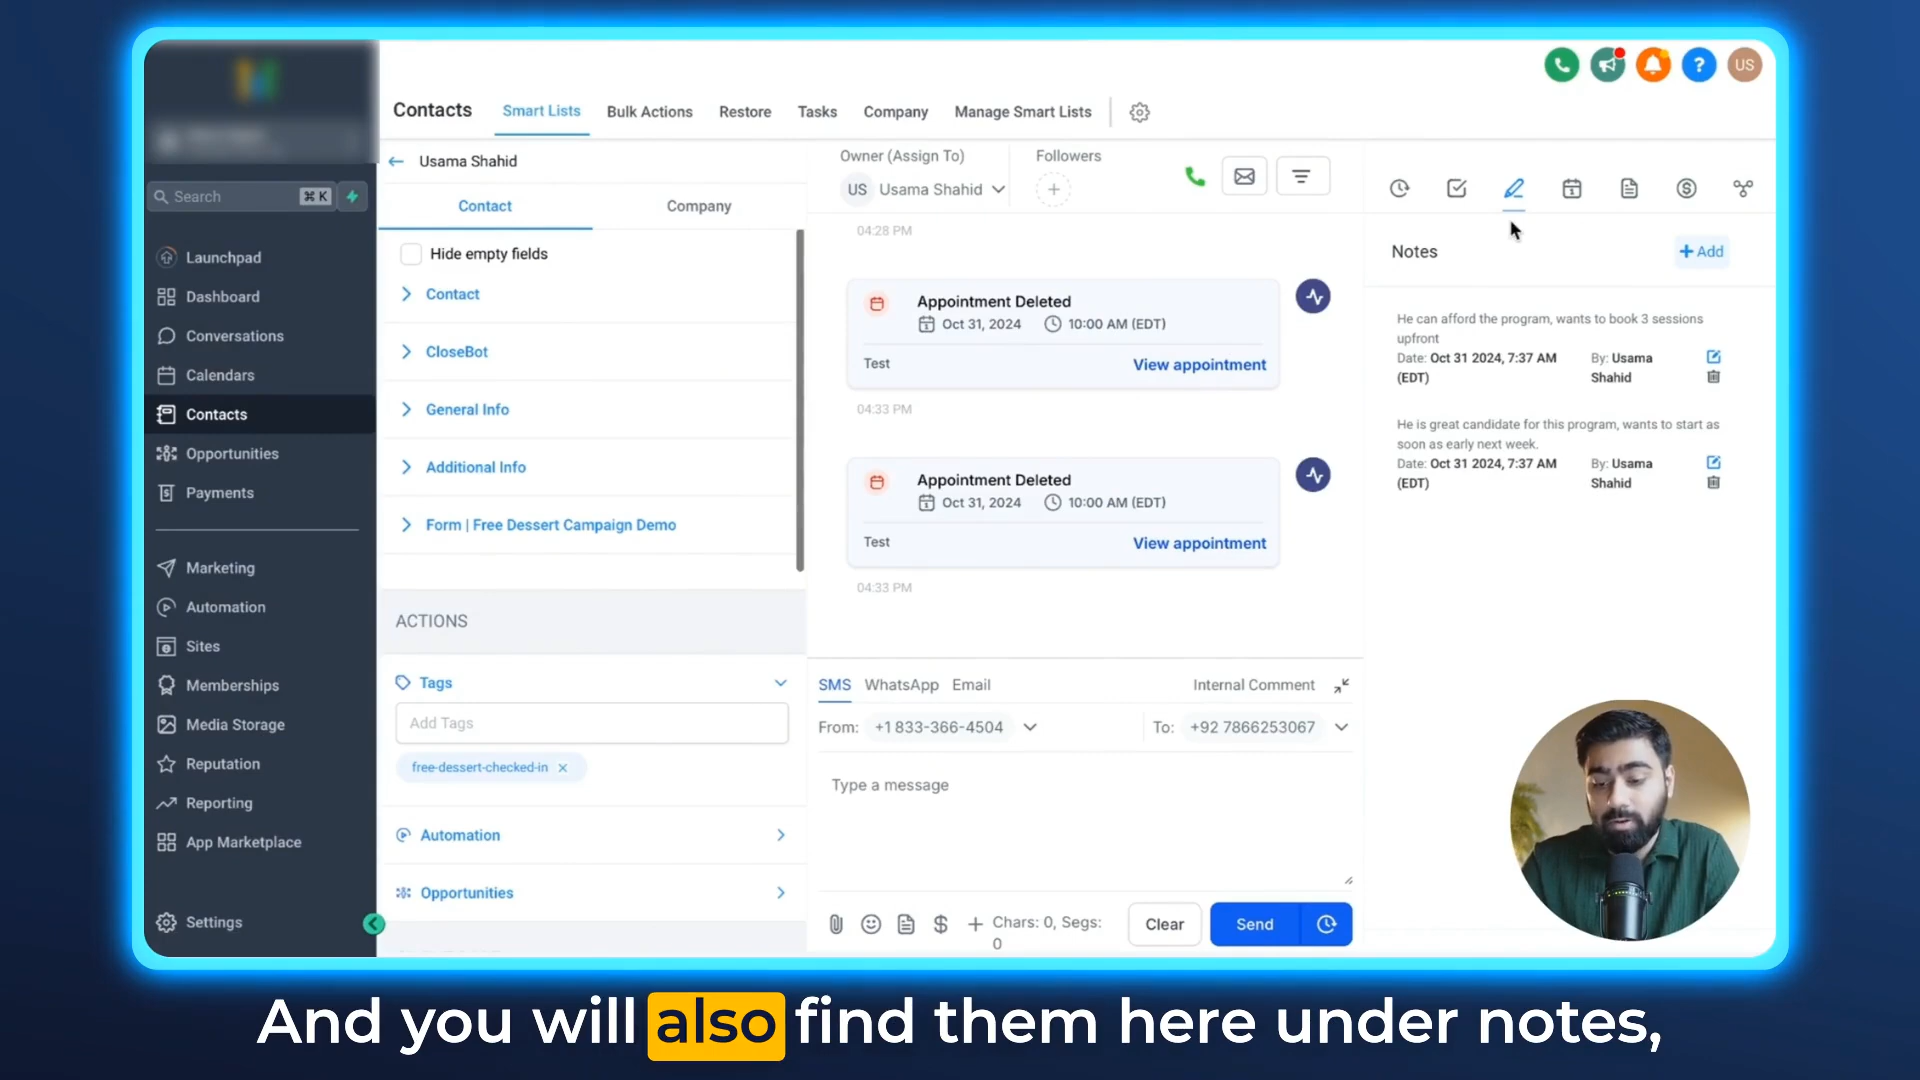 US
Contacts
Smart Lists
Bulk Actions
Restore
Tasks
Company
Manage Smart Lists
Search
⌘ K
Launchpad
Dashboard
Conversations
Calendars
Contacts
Opportunities
Payments
Marketing
Automation
Sites
Memberships
Media Storage
Reputation
Reporting
App Marketplace
Settings
Usama Shahid
Contact
Company
Hide empty fields
Contact
CloseBot
General Info
Additional Info
Form | Free Dessert Campaign Demo
ACTIONS
Tags
Add Tags
free-dessert-checked-in
Automation
Opportunities
Owner (Assign To)
US Usama Shahid
Followers
04:28 PM
Appointment Deleted
Oct 31, 2024 10:00 AM (EDT)
Test View appointment
04:33 PM
Appointment Deleted
Oct 31, 2024 10:00 AM (EDT)
Test View appointment
04:33 PM
SMS WhatsApp Email Internal Comment
From: +1 833-366-4504 To: +92 7866253067
Type a message
Chars: 0, Segs:
0
Clear
Send
Notes
+ Add
He can afford the program, wants to book 3 sessions
upfront
Date: Oct 31 2024, 7:37 AM By: Usama
(EDT) Shahid
He is great candidate for this program, wants to start as
soon as early next week.
Date: Oct 31 2024, 7:37 AM By: Usama
(EDT) Shahid
And you will also find them here under notes,